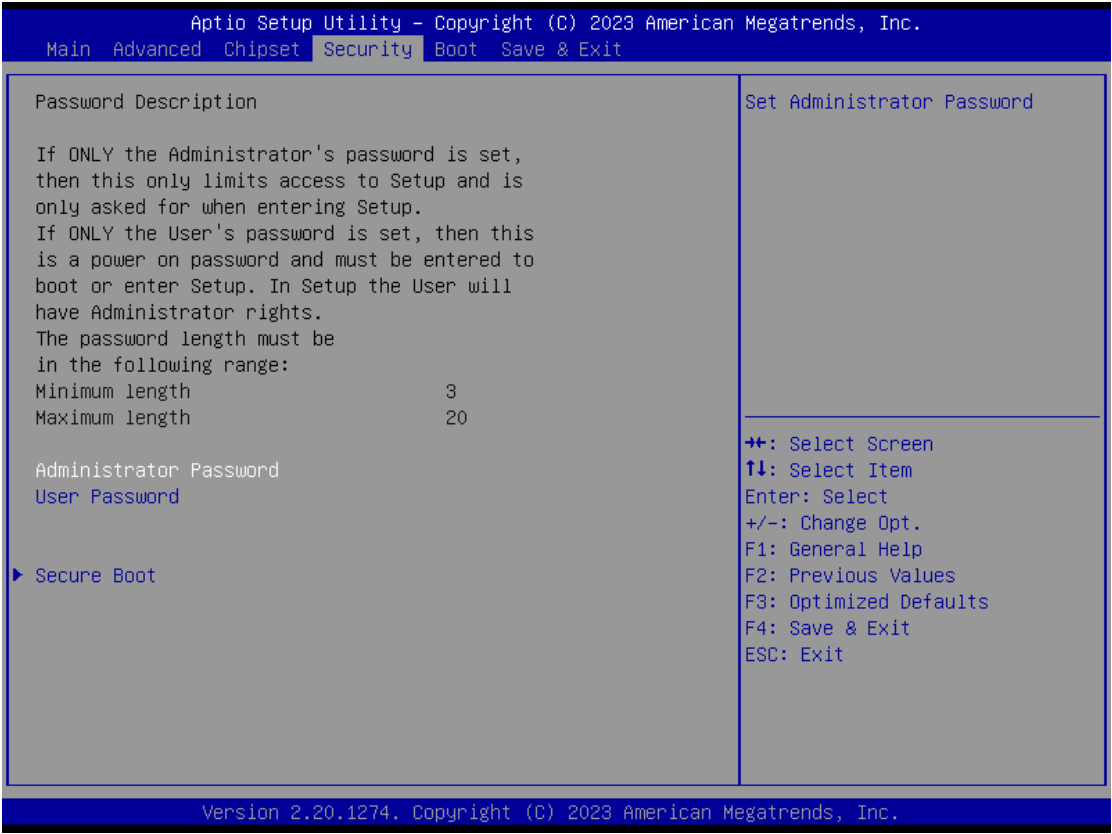 Aptio Setup Utility – Copyright (C) 2023 American Megatrends, Inc.
Main Advanced Chipset Security Boot Save & Exit
Password Description
If ONLY the Administrator's password is set,
then this only limits access to Setup and is
only asked for when entering Setup.
If ONLY the User's password is set, then this
is a power on password and must be entered to
boot or enter Setup. In Setup the User will
have Administrator rights.
The password length must be
in the following range:
Minimum length 3
Maximum length 20
Administrator Password
User Password
Secure Boot
Set Administrator Password
→←: Select Screen
↑↓: Select Item
Enter: Select
+/-: Change Opt.
F1: General Help
F2: Previous Values
F3: Optimized Defaults
F4: Save & Exit
ESC: Exit
Version 2.20.1274. Copyright (C) 2023 American Megatrends, Inc.